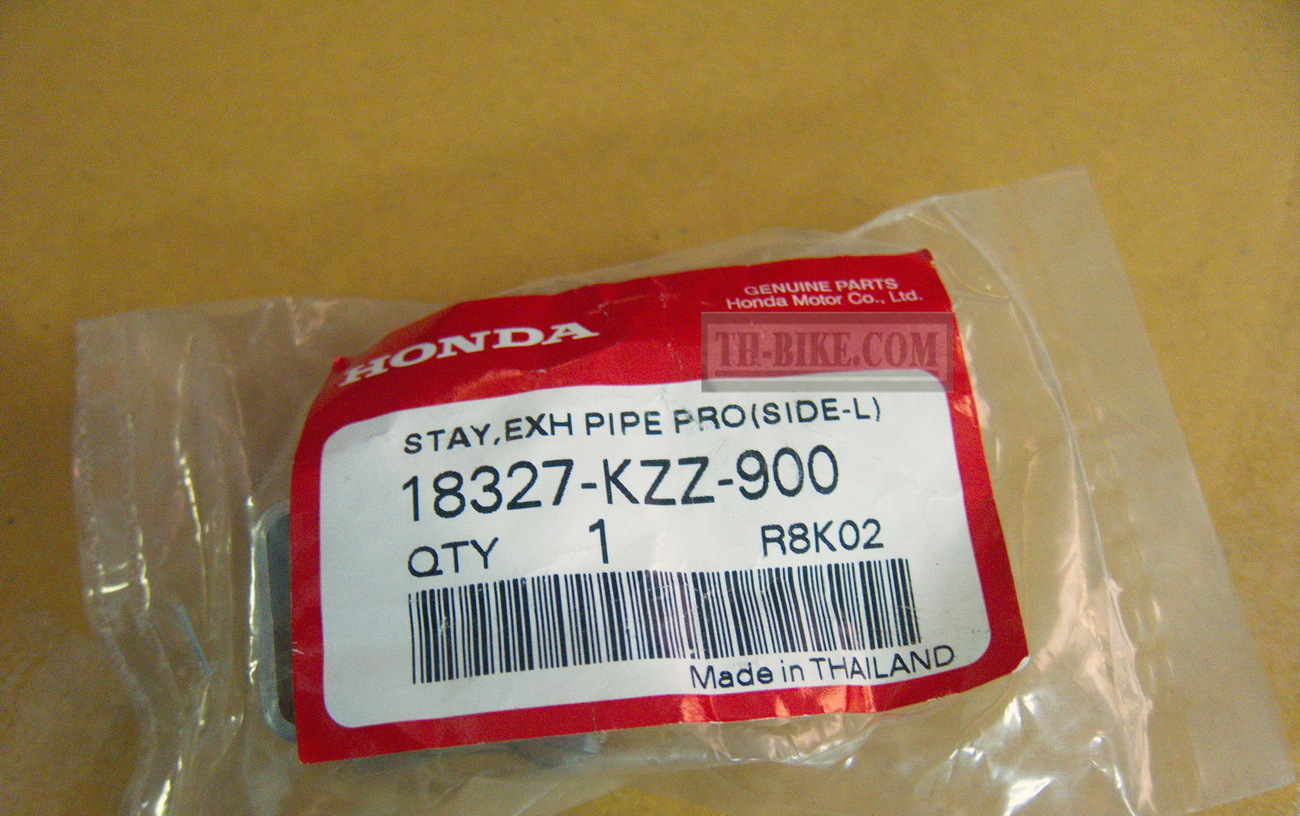 HONDA
GENUINE PARTS
Honda Motor Co., Ltd.
TH-BIKE.COM
STAY,EXH PIPE PRO(SIDE-L)
18327-KZZ-900
QTY 1 R8K02
Made in THAILAND